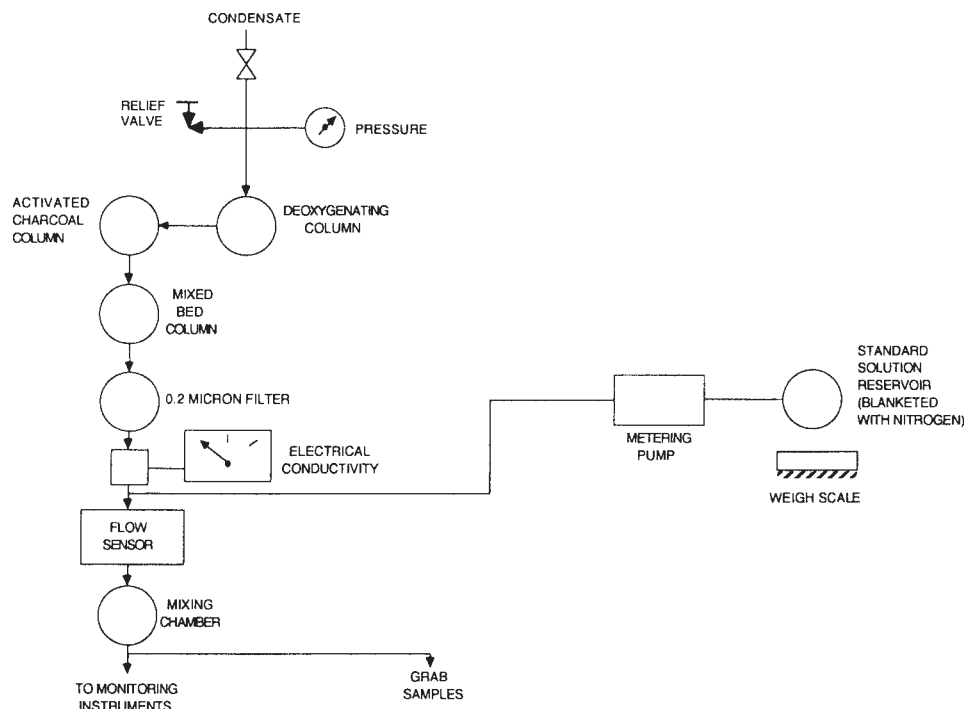 CONDENSATE
RELIEF
VALVE
PRESSURE
ACTIVATED
CHARCOAL
COLUMN
DEOXYGENATING
COLUMN
MIXED
BED
COLUMN
0.2 MICRON FILTER
ELECTRICAL
CONDUCTIVITY
STANDARD
SOLUTION
RESERVOIR
(BLANKETED
WITH NITROGEN)
METERING
PUMP
WEIGH SCALE
FLOW
SENSOR
MIXING
CHAMBER
TO MONITORING
INSTRUMENTS
GRAB
SAMPLES